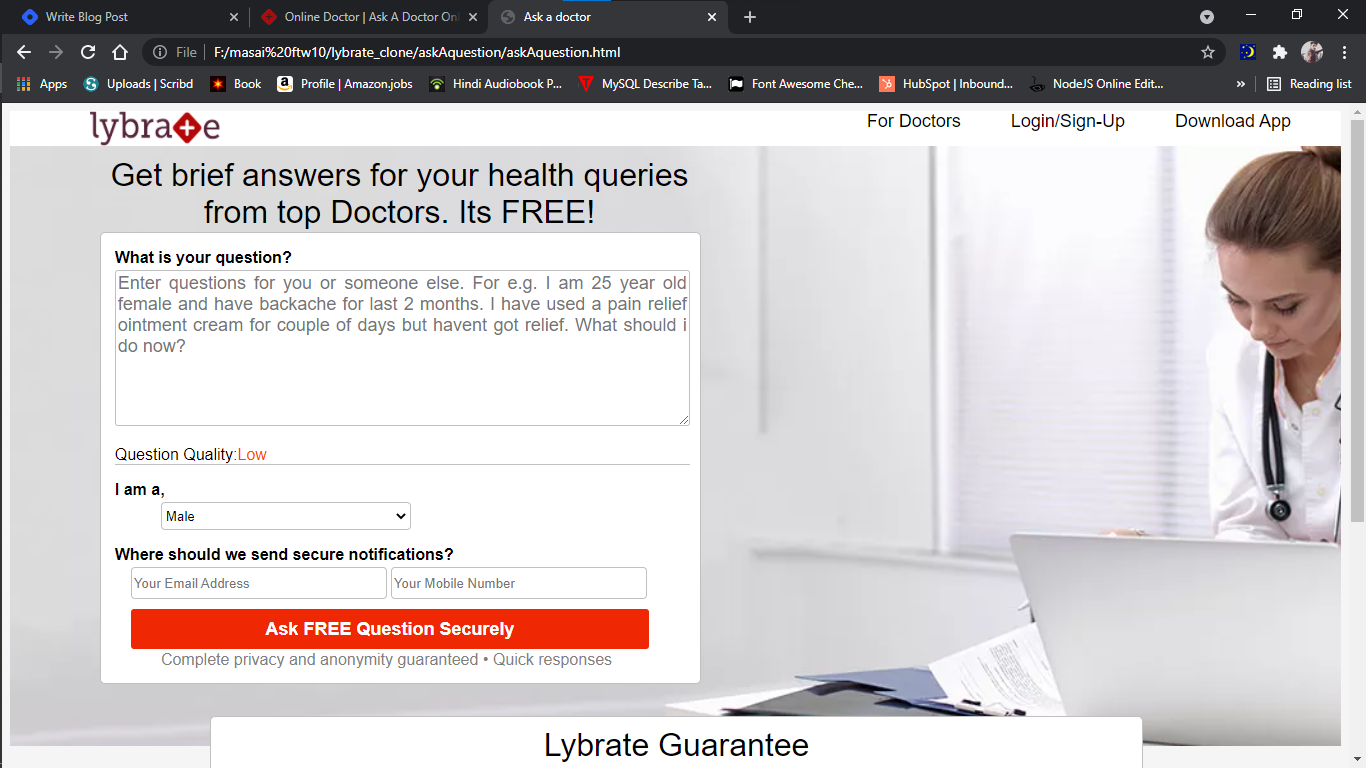 Write Blog Post
Online Doctor | Ask A Doctor Onl
Ask a doctor
File
F:/masai%20ftw10/lybrate_clone/askAquestion/askAquestion.html
Apps
Uploads | Scribd
Book
Profile | Amazon.jobs
Hindi Audiobook P...
MySQL Describe Ta...
Font Awesome Che...
HubSpot | Inbound...
NodeJS Online Edit...
»
Reading list
lybrate
For Doctors
Login/Sign-Up
Download App
Get brief answers for your health queries
from top Doctors. Its FREE!
What is your question?
Enter questions for you or someone else. For e.g. I am 25 year old
female and have backache for last 2 months. I have used a pain relief
ointment cream for couple of days but havent got relief. What should i
do now?
Question Quality:Low
I am a,
Male
Where should we send secure notifications?
Your Email Address
Your Mobile Number
Ask FREE Question Securely
Complete privacy and anonymity guaranteed • Quick responses
Lybrate Guarantee